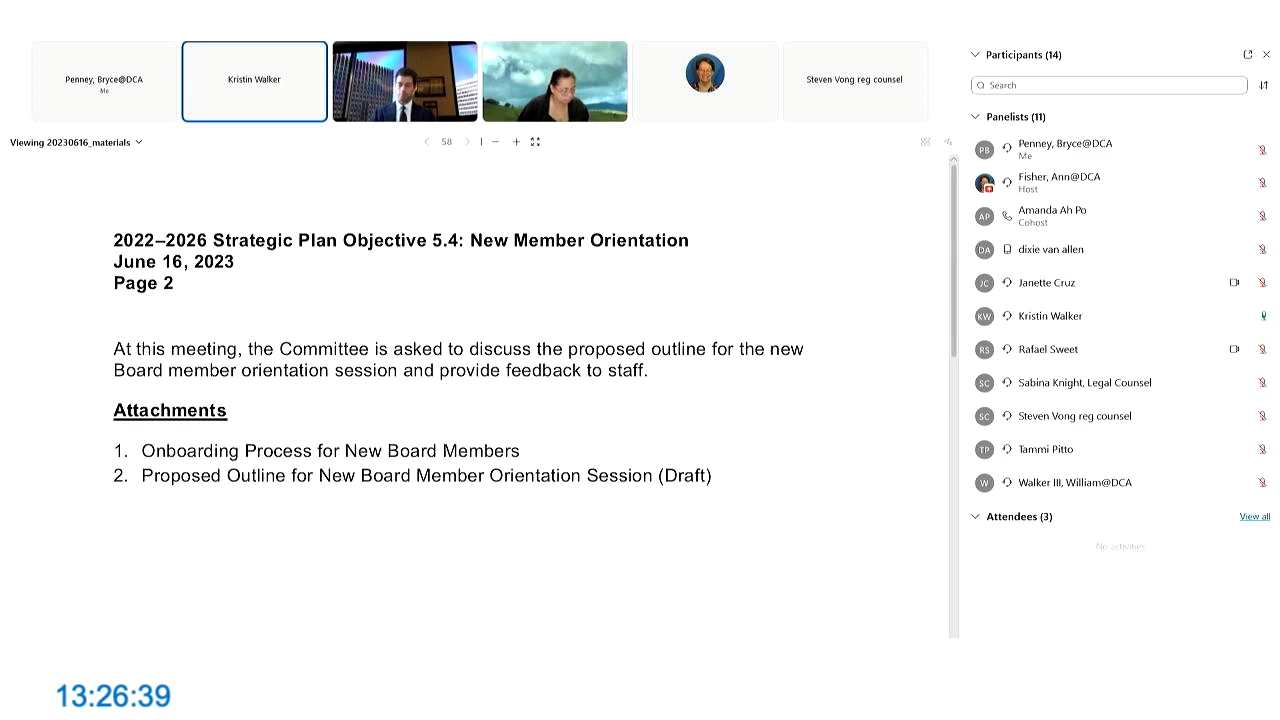 Penney, Bryce@DCA
Me
Kristin Walker
Steven Vong reg counsel
Viewing 20230616_materials
58
2022–2026 Strategic Plan Objective 5.4: New Member Orientation
June 16, 2023
Page 2
At this meeting, the Committee is asked to discuss the proposed outline for the new
Board member orientation session and provide feedback to staff.
Attachments
1. Onboarding Process for New Board Members
2. Proposed Outline for New Board Member Orientation Session (Draft)
13:26:39
Participants (14)
Search
Panelists (11)
PB Penney, Bryce@DCA
Me
Fisher, Ann@DCA
Host
AP Amanda Ah Po
Cohost
DA dixie van allen
JC Janette Cruz
KW Kristin Walker
RS Rafael Sweet
SC Sabina Knight, Legal Counsel
SC Steven Vong reg counsel
TP Tammi Pitto
W Walker III, William@DCA
Attendees (3) View all
No activities